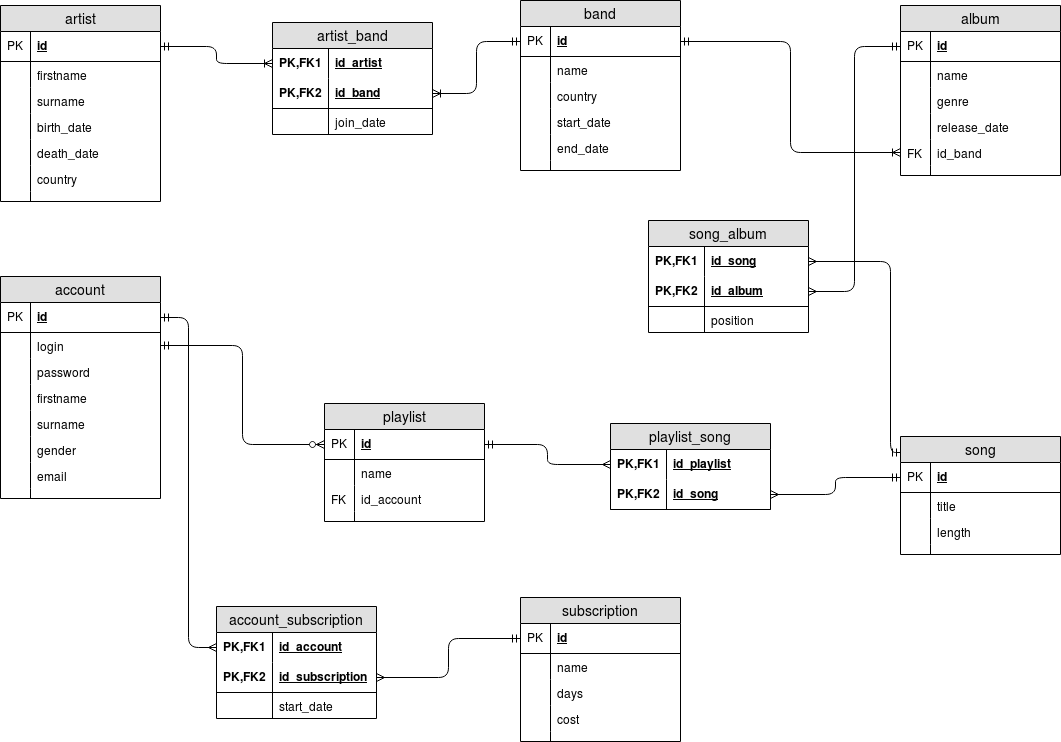 artist
PK id
firstname
surname
birth_date
death_date
country
artist_band
PK,FK1 id_artist
PK,FK2 id_band
join_date
band
PK id
name
country
start_date
end_date
album
PK id
name
genre
release_date
FK id_band
song_album
PK,FK1 id_song
PK,FK2 id_album
position
account
PK id
login
password
firstname
surname
gender
email
playlist
PK id
name
FK id_account
playlist_song
PK,FK1 id_playlist
PK,FK2 id_song
song
PK id
title
length
account_subscription
PK,FK1 id_account
PK,FK2 id_subscription
start_date
subscription
PK id
name
days
cost